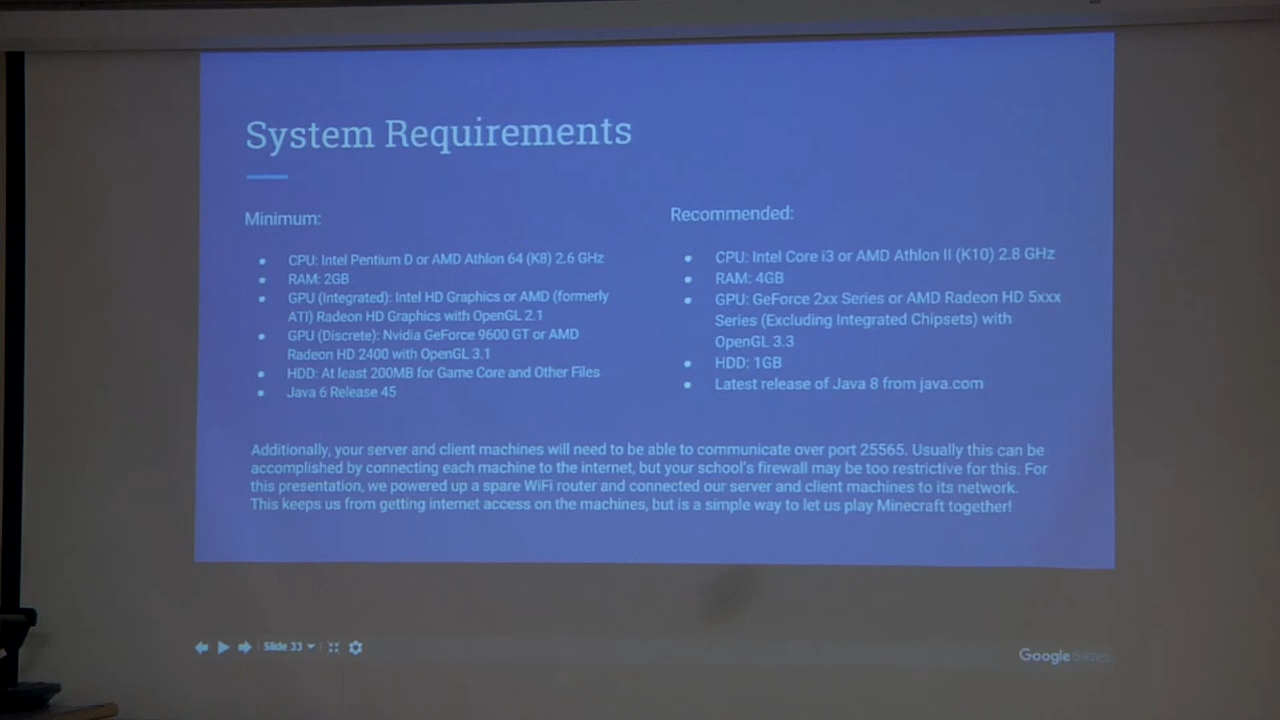 System Requirements
Minimum:
• CPU: Intel Pentium D or AMD Athlon 64 (K8) 2.6 GHz
• RAM: 2GB
• GPU (Integrated): Intel HD Graphics or AMD (formerly
ATI) Radeon HD Graphics with OpenGL 2.1
• GPU (Discrete): Nvidia GeForce 9600 GT or AMD
Radeon HD 2400 with OpenGL 3.1
• HDD: At least 200MB for Game Core and Other Files
• Java 6 Release 45
Recommended:
• CPU: Intel Core i3 or AMD Athlon II (K10) 2.8 GHz
• RAM: 4GB
• GPU: GeForce 2xx Series or AMD Radeon HD 5xxx
Series (Excluding Integrated Chipsets) with
OpenGL 3.3
• HDD: 1GB
• Latest release of Java 8 from java.com
Additionally, your server and client machines will need to be able to communicate over port 25565. Usually this can be
accomplished by connecting each machine to the internet, but your school's firewall may be too restrictive for this. For
this presentation, we powered up a spare WiFi router and connected our server and client machines to its network.
This keeps us from getting internet access on the machines, but is a simple way to let us play Minecraft together!
Slide 33
Google Slides